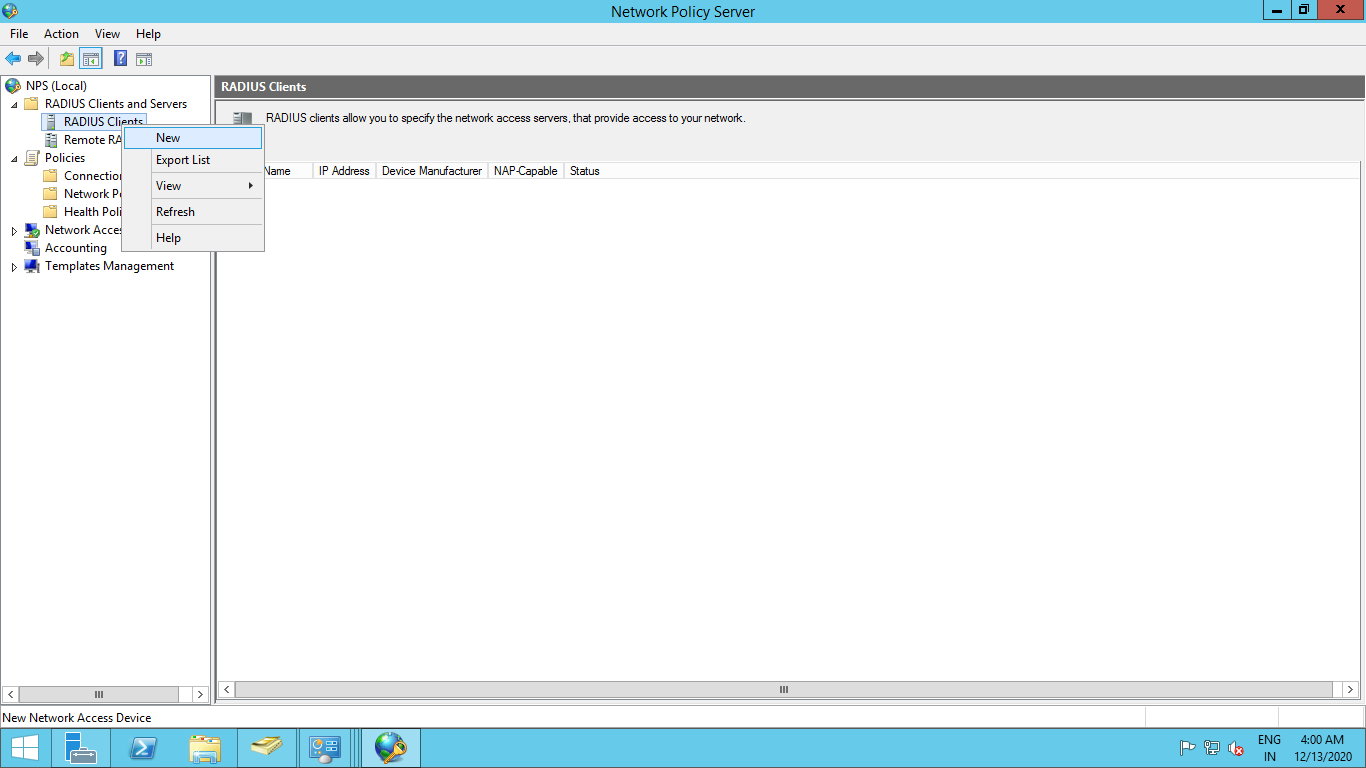 Network Policy Server
File Action View Help
NPS (Local)
RADIUS Clients and Servers
RADIUS Clients
Remote RA
Policies
Connection
Network P
Health Poli
Network Acces
Accounting
Templates Management
New
Export List
View
Refresh
Help
RADIUS Clients
RADIUS clients allow you to specify the network access servers, that provide access to your network.
Name IP Address Device Manufacturer NAP-Capable Status
New Network Access Device
ENG 4:00 AM
IN 12/13/2020